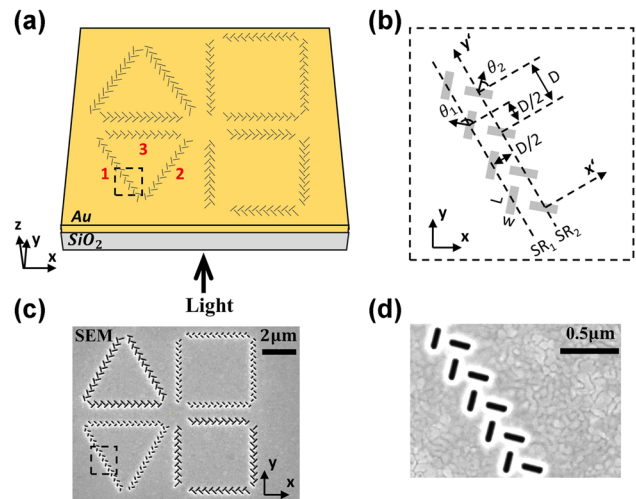 (a)
3
1
2
Au
SiO2
z
y
x
Light
(b)
y'
θ2
D
D/2
θ1
D/2
x'
L
W
SR1 SR2
y
x
(c)
SEM
2μm
y
x
(d)
0.5μm